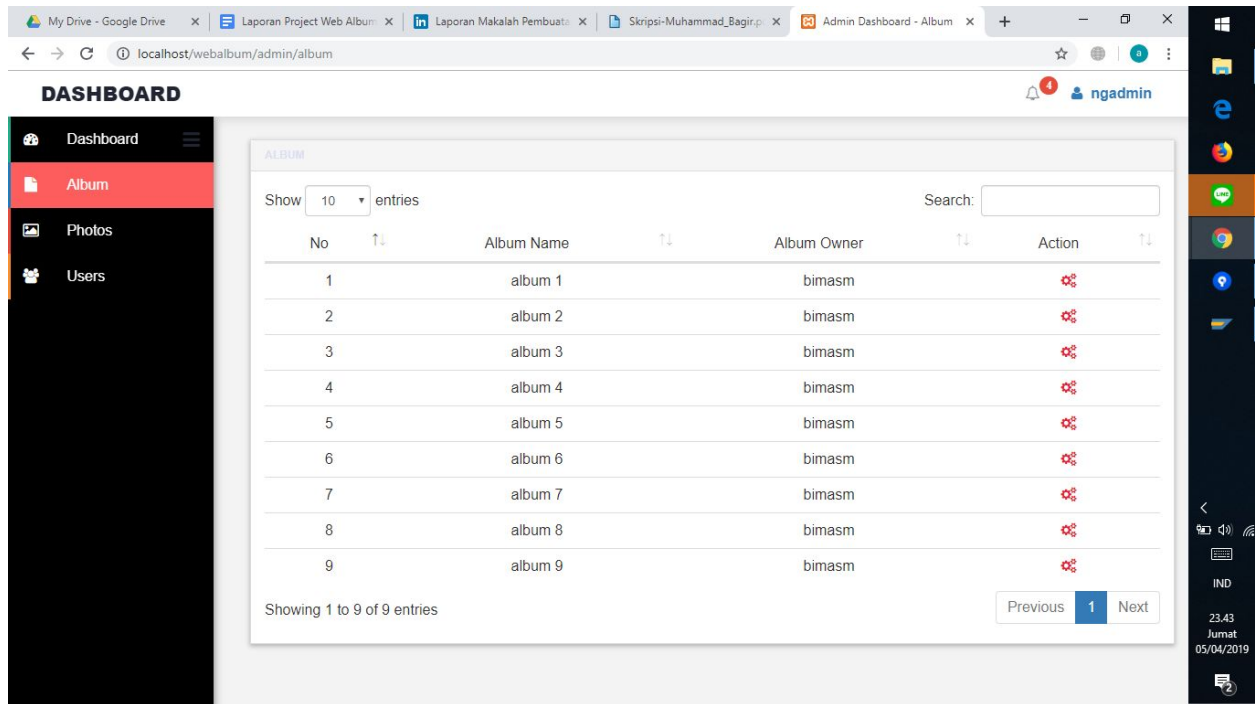 My Drive - Google Drive
Laporan Project Web Album
Laporan Makalah Pembuata
Skripsi-Muhammad_Bagir.p
Admin Dashboard - Album
localhost/webalbum/admin/album
a
DASHBOARD
4
ngadmin
Dashboard
Album
Photos
Users
ALBUM
Show 10 entries
Search:
No Album Name Album Owner Action
1 album 1 bimasm
2 album 2 bimasm
3 album 3 bimasm
4 album 4 bimasm
5 album 5 bimasm
6 album 6 bimasm
7 album 7 bimasm
8 album 8 bimasm
9 album 9 bimasm
Showing 1 to 9 of 9 entries
Previous 1 Next
LINE
IND
23.43
Jumat
05/04/2019
2